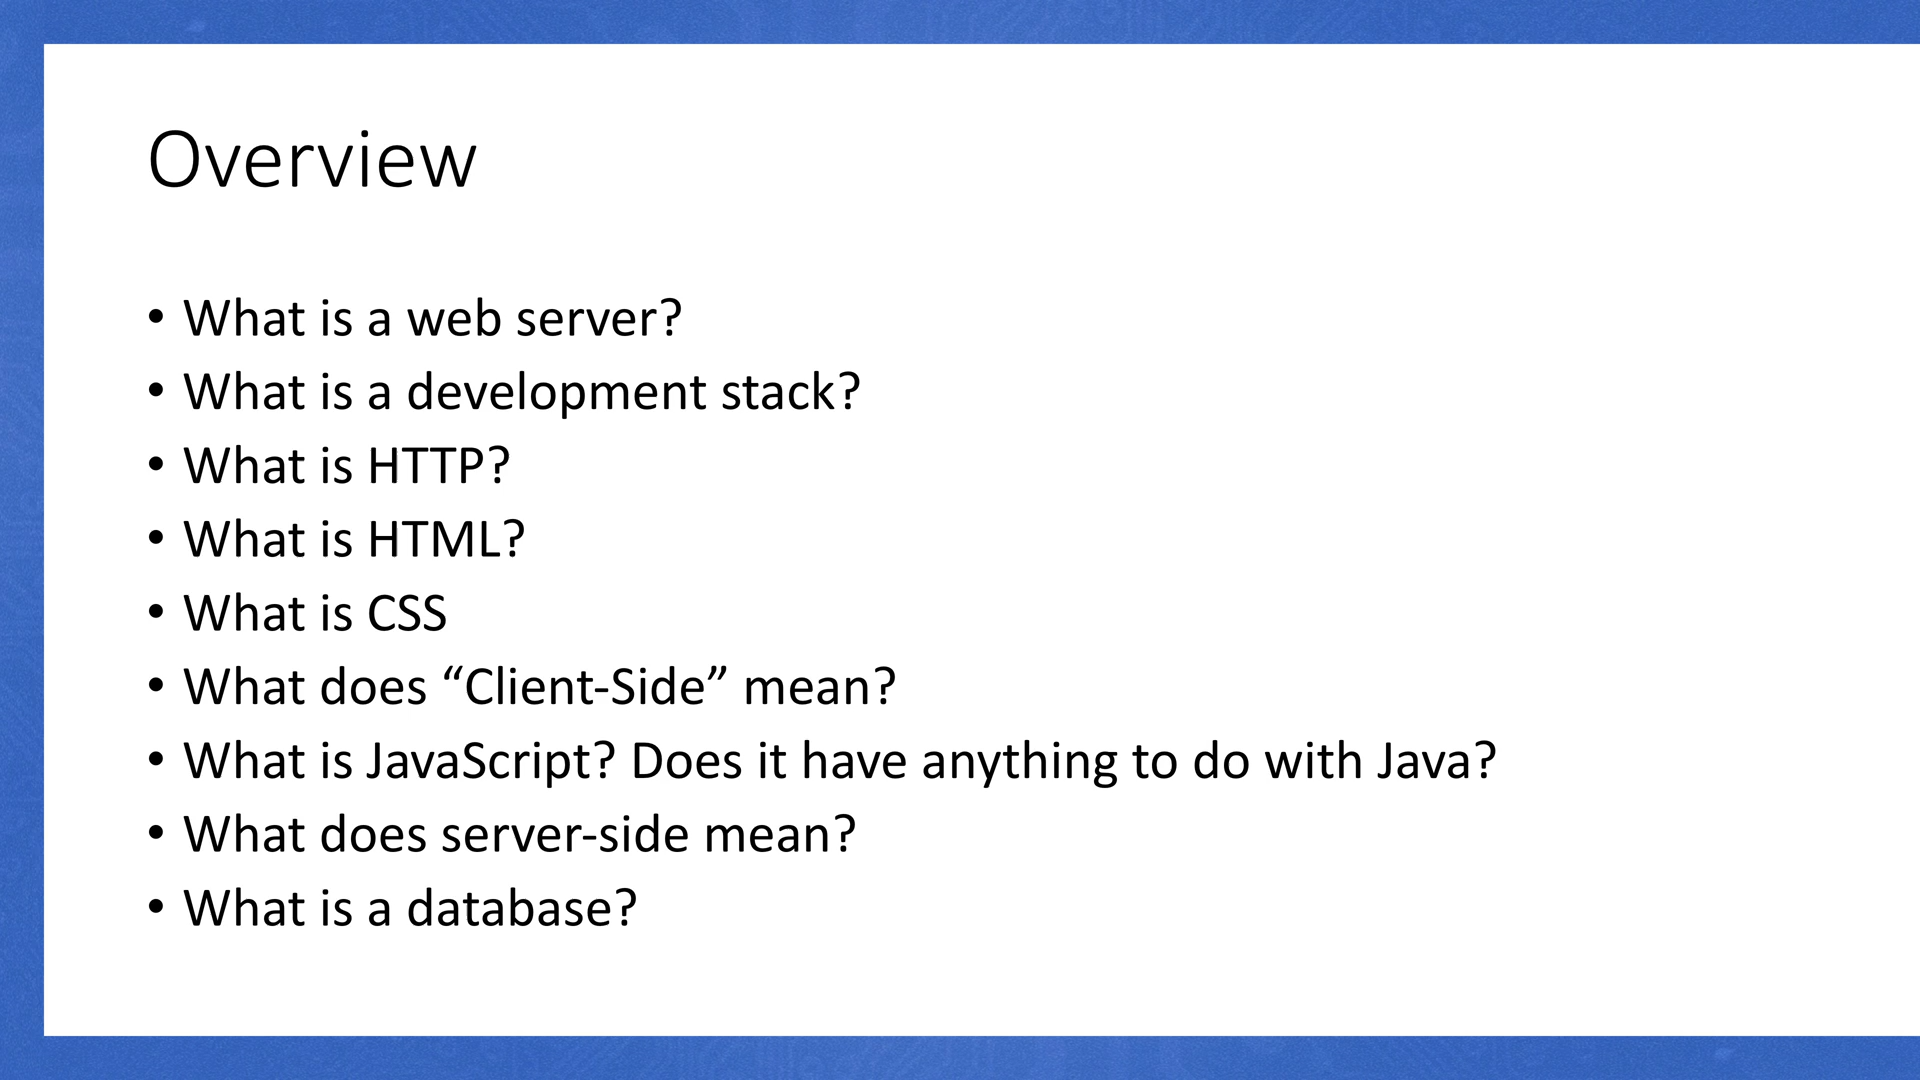 Overview
• What is a web server?
• What is a development stack?
• What is HTTP?
• What is HTML?
• What is CSS
• What does “Client-Side” mean?
• What is JavaScript? Does it have anything to do with Java?
• What does server-side mean?
• What is a database?